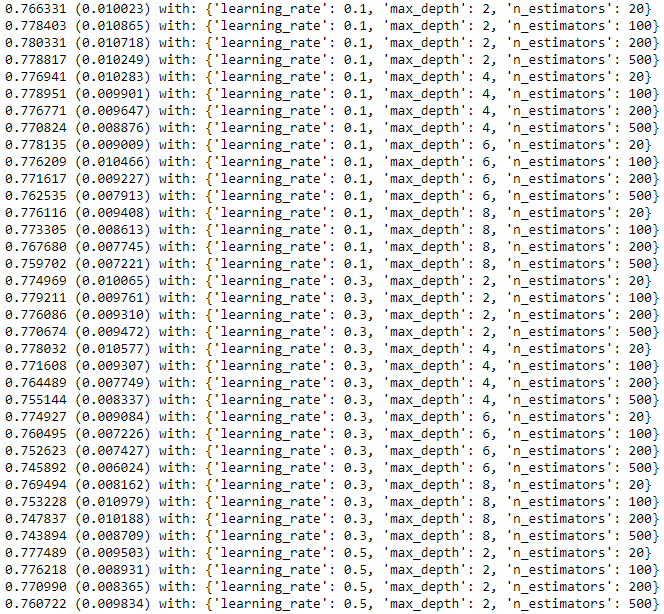 0.766331 (0.010023) with: {'learning_rate': 0.1, 'max_depth': 2, 'n_estimators': 20}
0.778403 (0.010865) with: {'learning_rate': 0.1, 'max_depth': 2, 'n_estimators': 100}
0.780331 (0.010718) with: {'learning_rate': 0.1, 'max_depth': 2, 'n_estimators': 200}
0.778817 (0.010249) with: {'learning_rate': 0.1, 'max_depth': 2, 'n_estimators': 500}
0.776941 (0.010283) with: {'learning_rate': 0.1, 'max_depth': 4, 'n_estimators': 20}
0.778951 (0.009901) with: {'learning_rate': 0.1, 'max_depth': 4, 'n_estimators': 100}
0.776771 (0.009647) with: {'learning_rate': 0.1, 'max_depth': 4, 'n_estimators': 200}
0.770824 (0.008876) with: {'learning_rate': 0.1, 'max_depth': 4, 'n_estimators': 500}
0.778135 (0.009009) with: {'learning_rate': 0.1, 'max_depth': 6, 'n_estimators': 20}
0.776209 (0.010466) with: {'learning_rate': 0.1, 'max_depth': 6, 'n_estimators': 100}
0.771617 (0.009227) with: {'learning_rate': 0.1, 'max_depth': 6, 'n_estimators': 200}
0.762535 (0.007913) with: {'learning_rate': 0.1, 'max_depth': 6, 'n_estimators': 500}
0.776116 (0.009408) with: {'learning_rate': 0.1, 'max_depth': 8, 'n_estimators': 20}
0.773305 (0.008613) with: {'learning_rate': 0.1, 'max_depth': 8, 'n_estimators': 100}
0.767680 (0.007745) with: {'learning_rate': 0.1, 'max_depth': 8, 'n_estimators': 200}
0.759702 (0.007221) with: {'learning_rate': 0.1, 'max_depth': 8, 'n_estimators': 500}
0.774969 (0.010065) with: {'learning_rate': 0.3, 'max_depth': 2, 'n_estimators': 20}
0.779211 (0.009761) with: {'learning_rate': 0.3, 'max_depth': 2, 'n_estimators': 100}
0.776086 (0.009310) with: {'learning_rate': 0.3, 'max_depth': 2, 'n_estimators': 200}
0.770674 (0.009472) with: {'learning_rate': 0.3, 'max_depth': 2, 'n_estimators': 500}
0.778032 (0.010577) with: {'learning_rate': 0.3, 'max_depth': 4, 'n_estimators': 20}
0.771608 (0.009307) with: {'learning_rate': 0.3, 'max_depth': 4, 'n_estimators': 100}
0.764489 (0.007749) with: {'learning_rate': 0.3, 'max_depth': 4, 'n_estimators': 200}
0.755144 (0.008337) with: {'learning_rate': 0.3, 'max_depth': 4, 'n_estimators': 500}
0.774927 (0.009084) with: {'learning_rate': 0.3, 'max_depth': 6, 'n_estimators': 20}
0.760495 (0.007226) with: {'learning_rate': 0.3, 'max_depth': 6, 'n_estimators': 100}
0.752623 (0.007427) with: {'learning_rate': 0.3, 'max_depth': 6, 'n_estimators': 200}
0.745892 (0.006024) with: {'learning_rate': 0.3, 'max_depth': 6, 'n_estimators': 500}
0.769494 (0.008162) with: {'learning_rate': 0.3, 'max_depth': 8, 'n_estimators': 20}
0.753228 (0.010979) with: {'learning_rate': 0.3, 'max_depth': 8, 'n_estimators': 100}
0.747837 (0.010188) with: {'learning_rate': 0.3, 'max_depth': 8, 'n_estimators': 200}
0.743894 (0.008709) with: {'learning_rate': 0.3, 'max_depth': 8, 'n_estimators': 500}
0.777489 (0.009503) with: {'learning_rate': 0.5, 'max_depth': 2, 'n_estimators': 20}
0.776218 (0.008931) with: {'learning_rate': 0.5, 'max_depth': 2, 'n_estimators': 100}
0.770990 (0.008365) with: {'learning_rate': 0.5, 'max_depth': 2, 'n_estimators': 200}
0.760722 (0.009834) with: {'learning_rate': 0.5, 'max_depth': 2, 'n_estimators': 500}